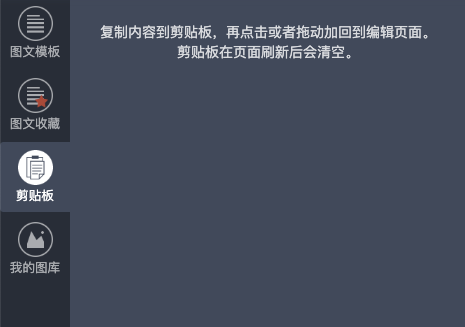 图文模板
图文收藏
剪贴板
我的图库
复制内容到剪贴板，再点击或者拖动加回到编辑页面。
剪贴板在页面刷新后会清空。